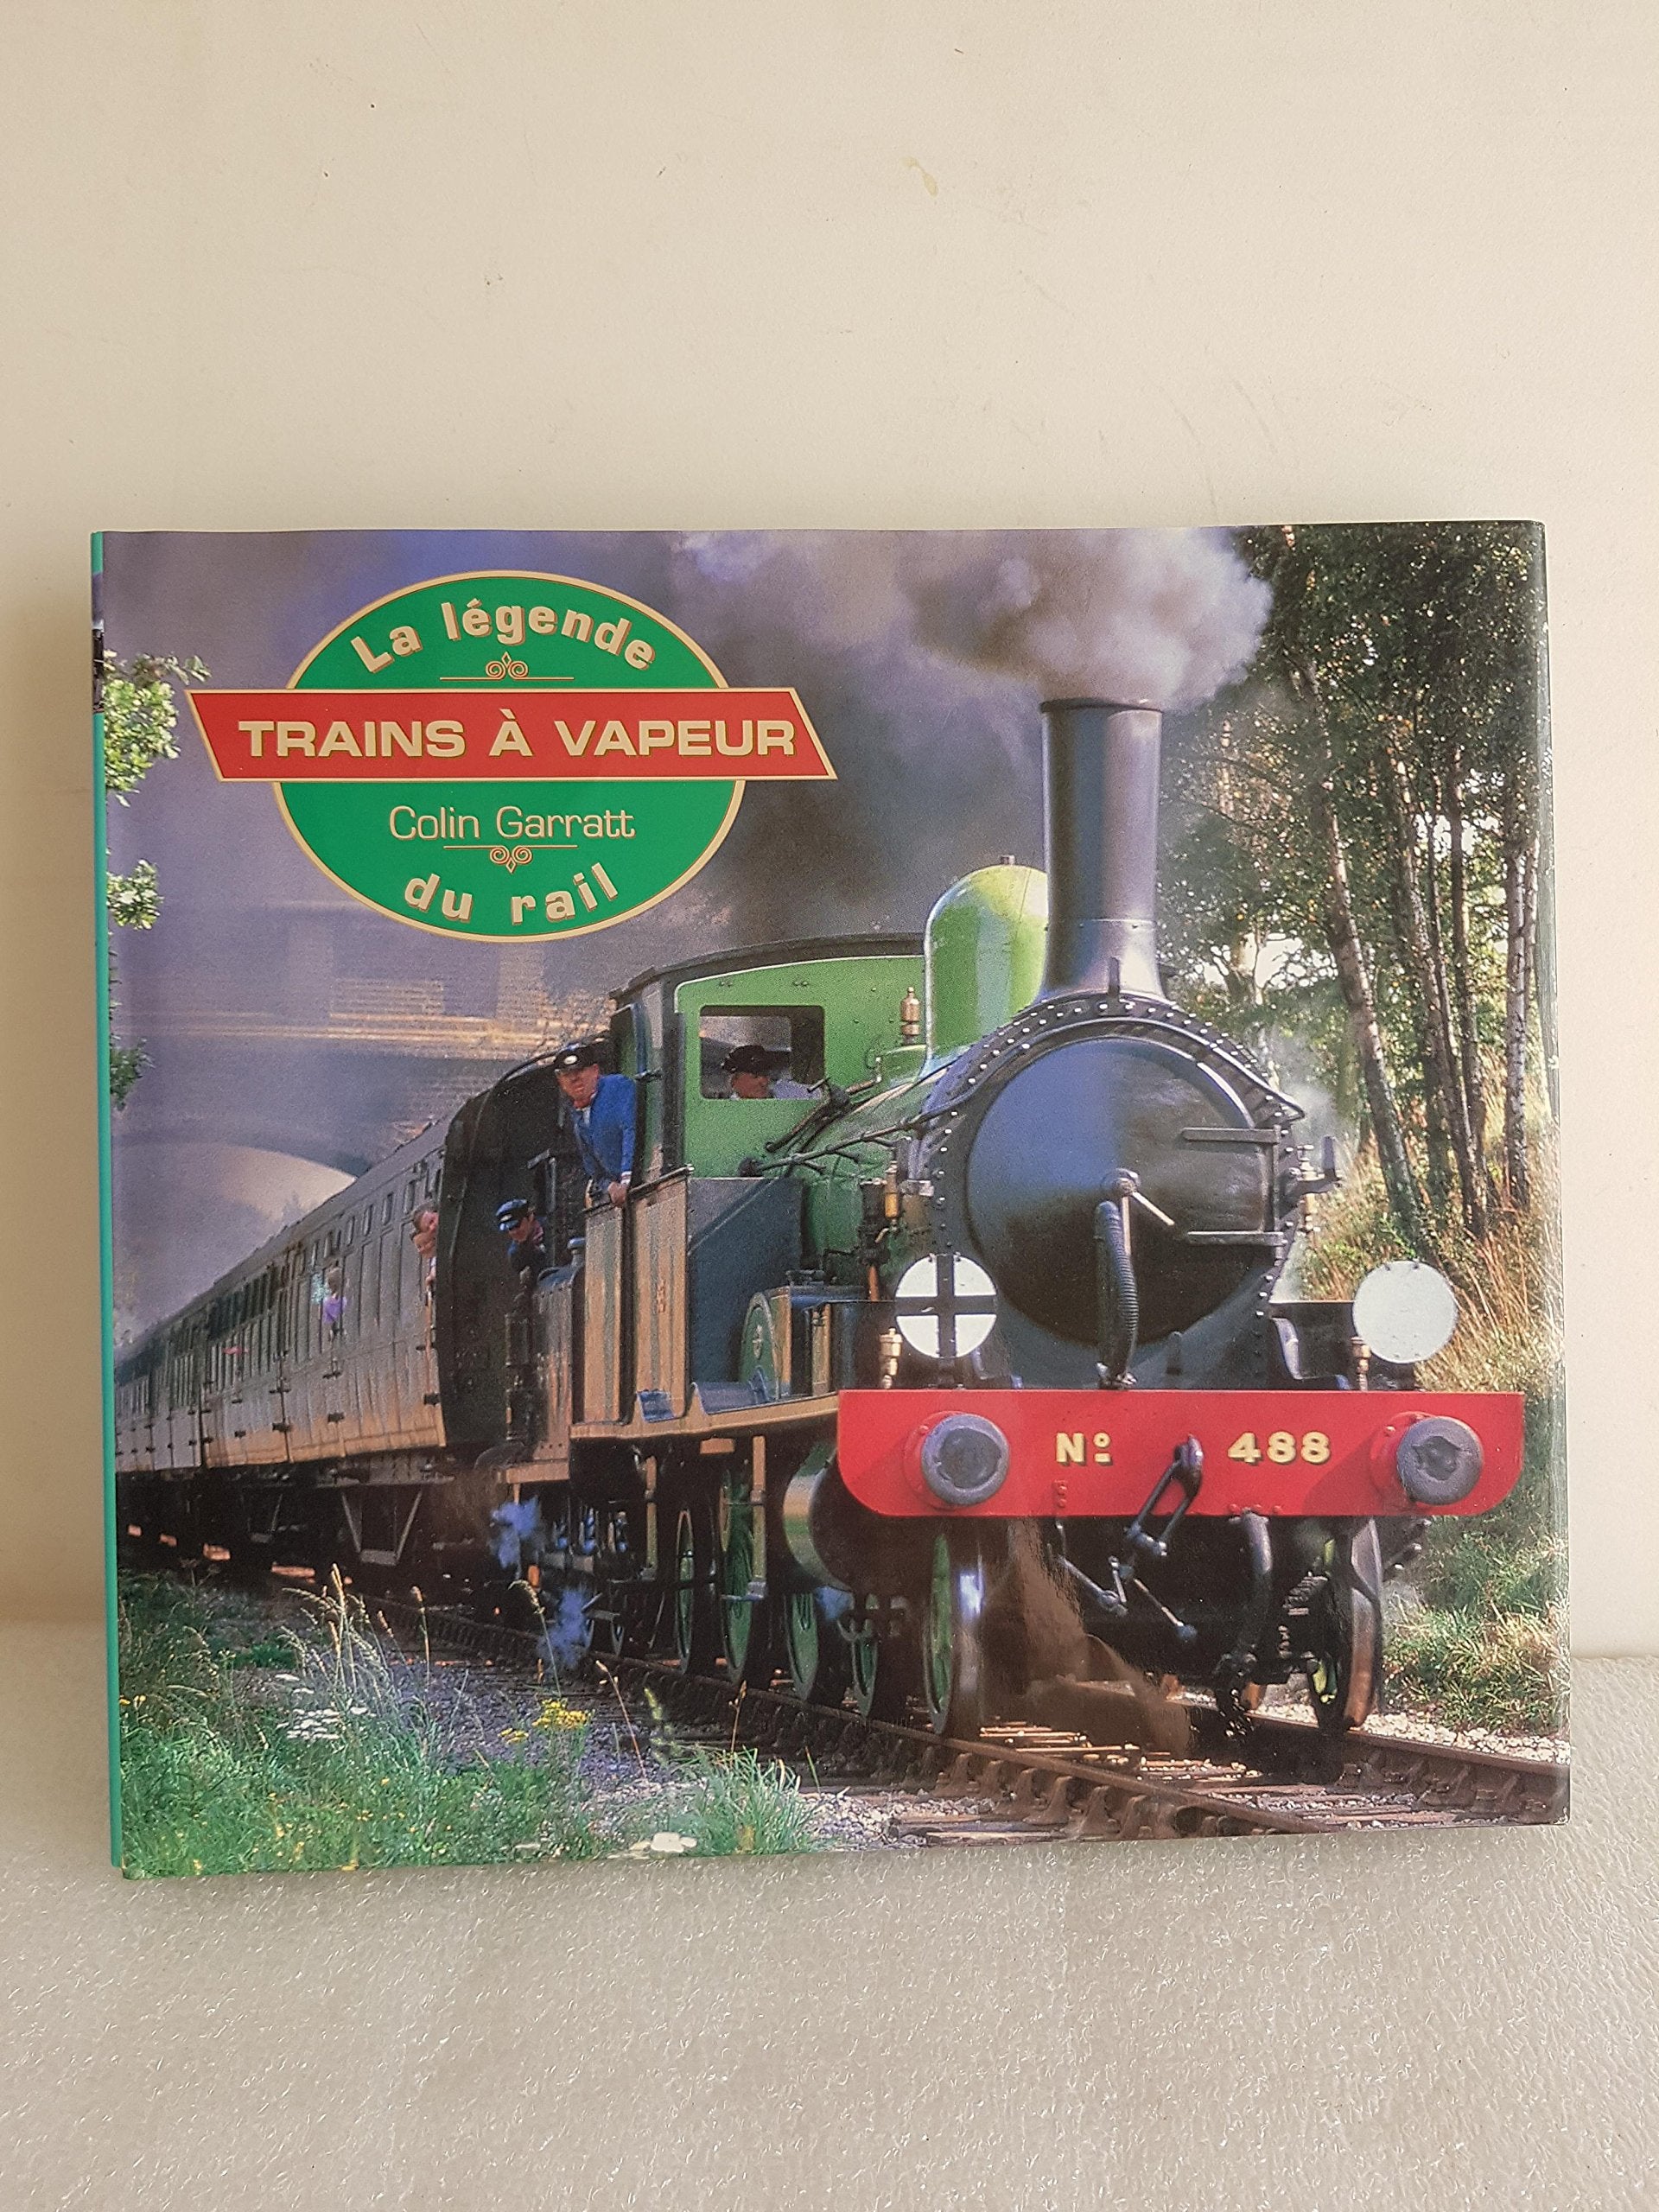 La légende
TRAINS À VAPEUR
Colin Garratt
du rail
Nº 488